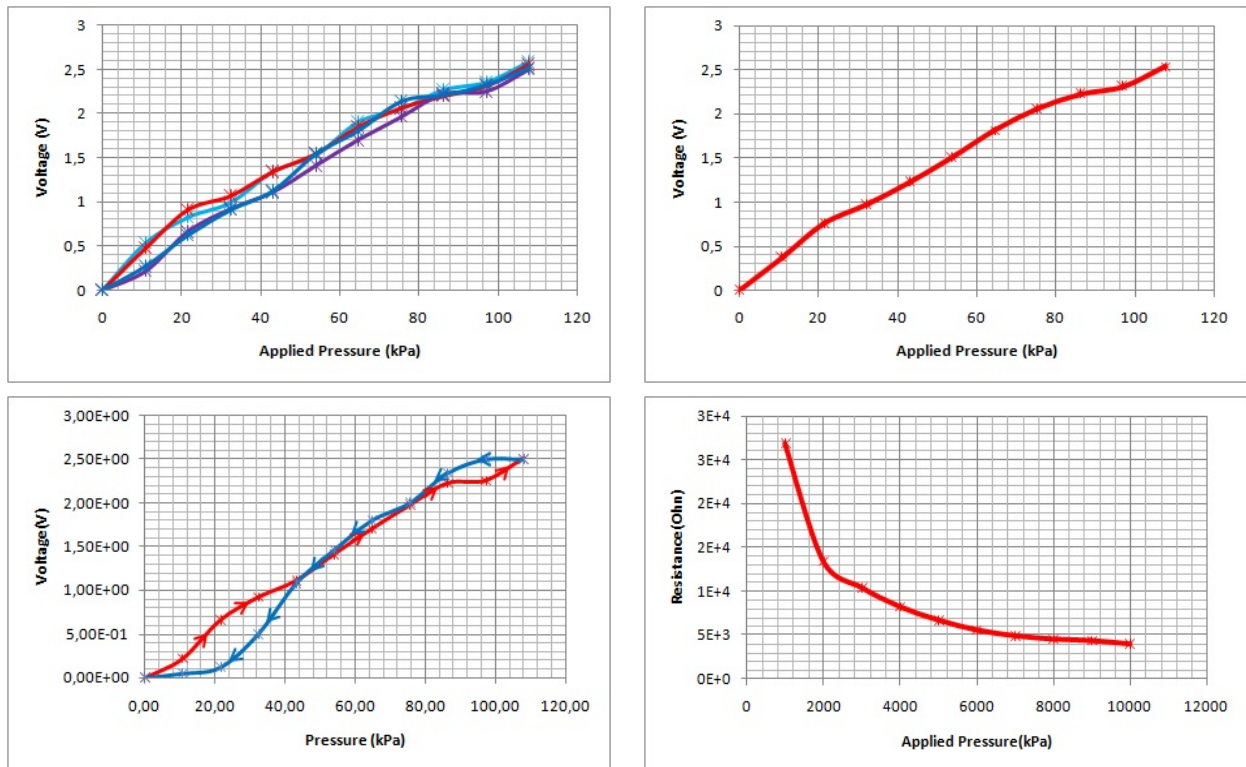 3
2,5
2
1,5
1
0,5
0
Voltage (V)
0 20 40 60 80 100 120
Applied Pressure (kPa)
3
2,5
2
1,5
1
0,5
0
Voltage (V)
0 20 40 60 80 100 120
Applied Pressure (kPa)
3,00E+00
2,50E+00
2,00E+00
1,50E+00
1,00E+00
5,00E-01
0,00E+00
Voltage(V)
0,00 20,00 40,00 60,00 80,00 100,00 120,00
Pressure (kPa)
3E+4
3E+4
2E+4
2E+4
1E+4
5E+3
0E+0
Resistance(Ohn)
0 2000 4000 6000 8000 10000 12000
Applied Pressure(kPa)